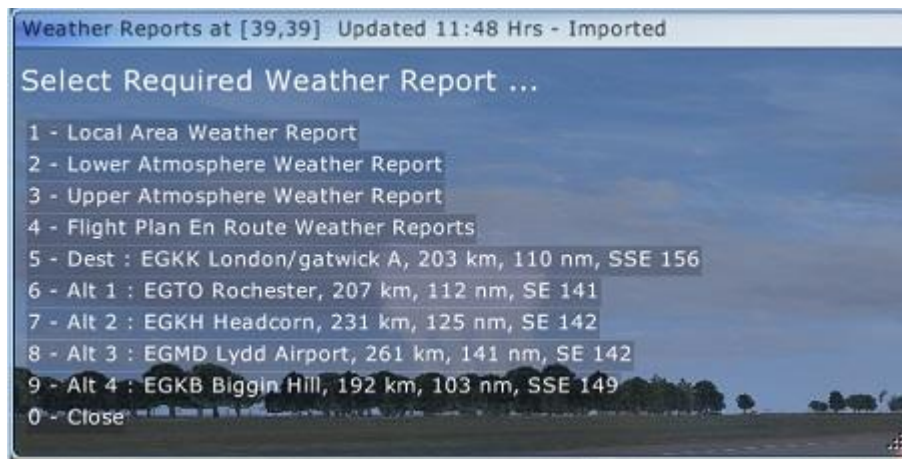 Weather Reports at [39,39] Updated 11:48 Hrs - Imported
Select Required Weather Report ...
1 - Local Area Weather Report
2 - Lower Atmosphere Weather Report
3 - Upper Atmosphere Weather Report
4 - Flight Plan En Route Weather Reports
5 - Dest : EGKK London/gatwick A, 203 km, 110 nm, SSE 156
6 - Alt 1 : EGTO Rochester, 207 km, 112 nm, SE 141
7 - Alt 2 : EGKH Headcorn, 231 km, 125 nm, SE 142
8 - Alt 3 : EGMD Lydd Airport, 261 km, 141 nm, SE 142
9 - Alt 4 : EGKB Biggin Hill, 192 km, 103 nm, SSE 149
0 - Close